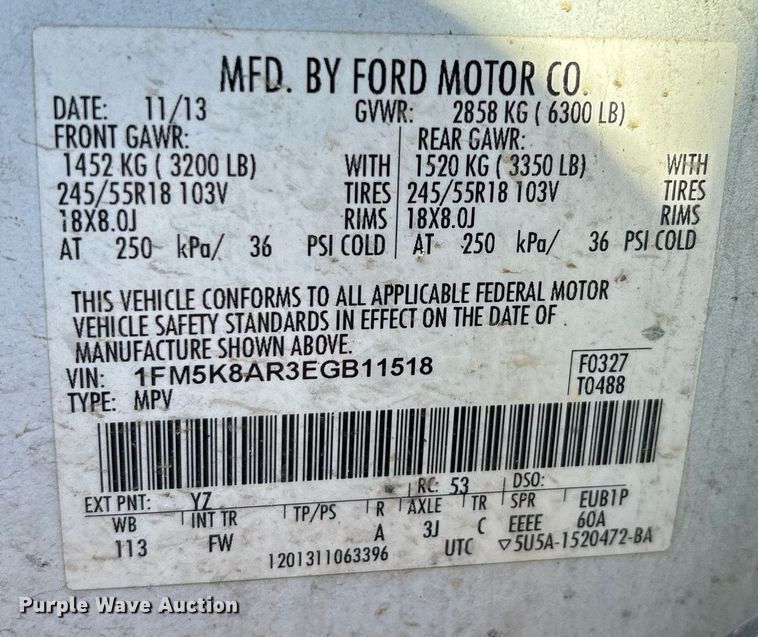 MFD. BY FORD MOTOR CO.
DATE: 11/13 GVWR: 2858 KG ( 6300 LB)
FRONT GAWR: REAR GAWR:
1452 KG ( 3200 LB) WITH 1520 KG ( 3350 LB) WITH
245/55R18 103V TIRES 245/55R18 103V TIRES
18X8.0J RIMS 18X8.0J RIMS
AT 250 kPa/ 36 PSI COLD AT 250 kPa/ 36 PSI COLD
THIS VEHICLE CONFORMS TO ALL APPLICABLE FEDERAL MOTOR
VEHICLE SAFETY STANDARDS IN EFFECT ON THE DATE OF
MANUFACTURE SHOWN ABOVE.
VIN: 1FM5K8AR3EGB11518 F0327
TYPE: MPV T0488
EXT PNT: YZ RC: 53 DSO:
WB INT TR TP/PS R AXLE TR SPR EUB1P
113 FW A 3J C EEEE 60A
1201311063396 UTC ▽5U5A-1520472-BA
Purple Wave Auction